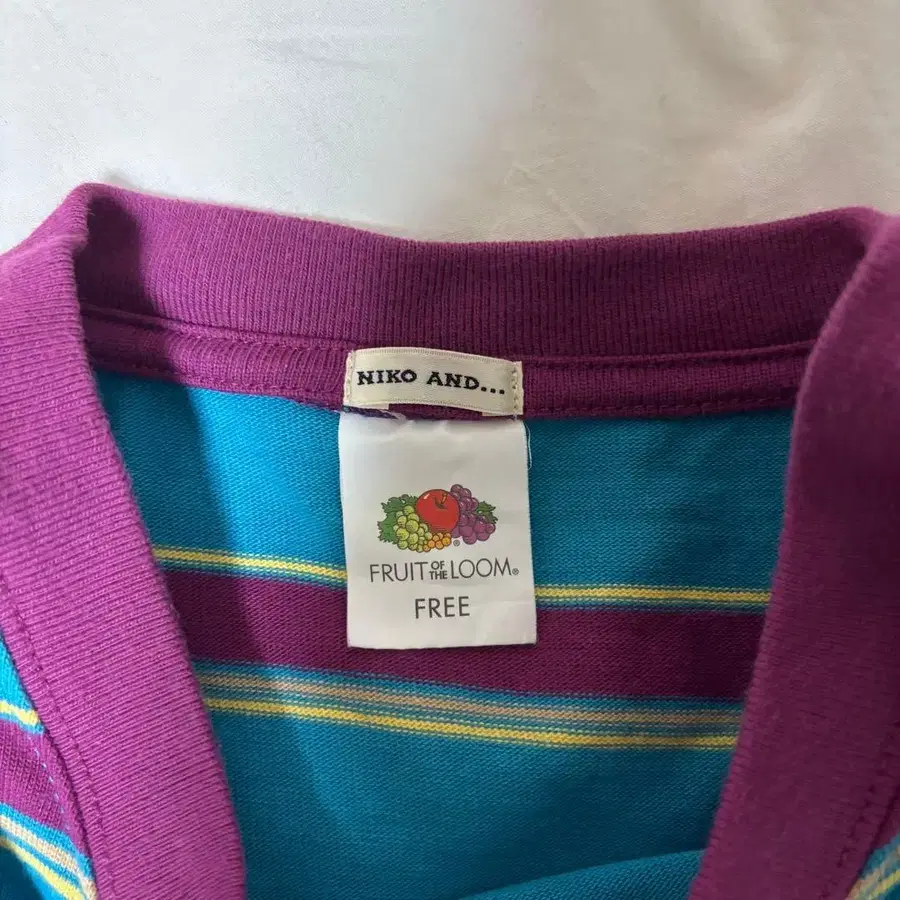 NIKO AND...
FRUIT OF THE LOOM®
FREE